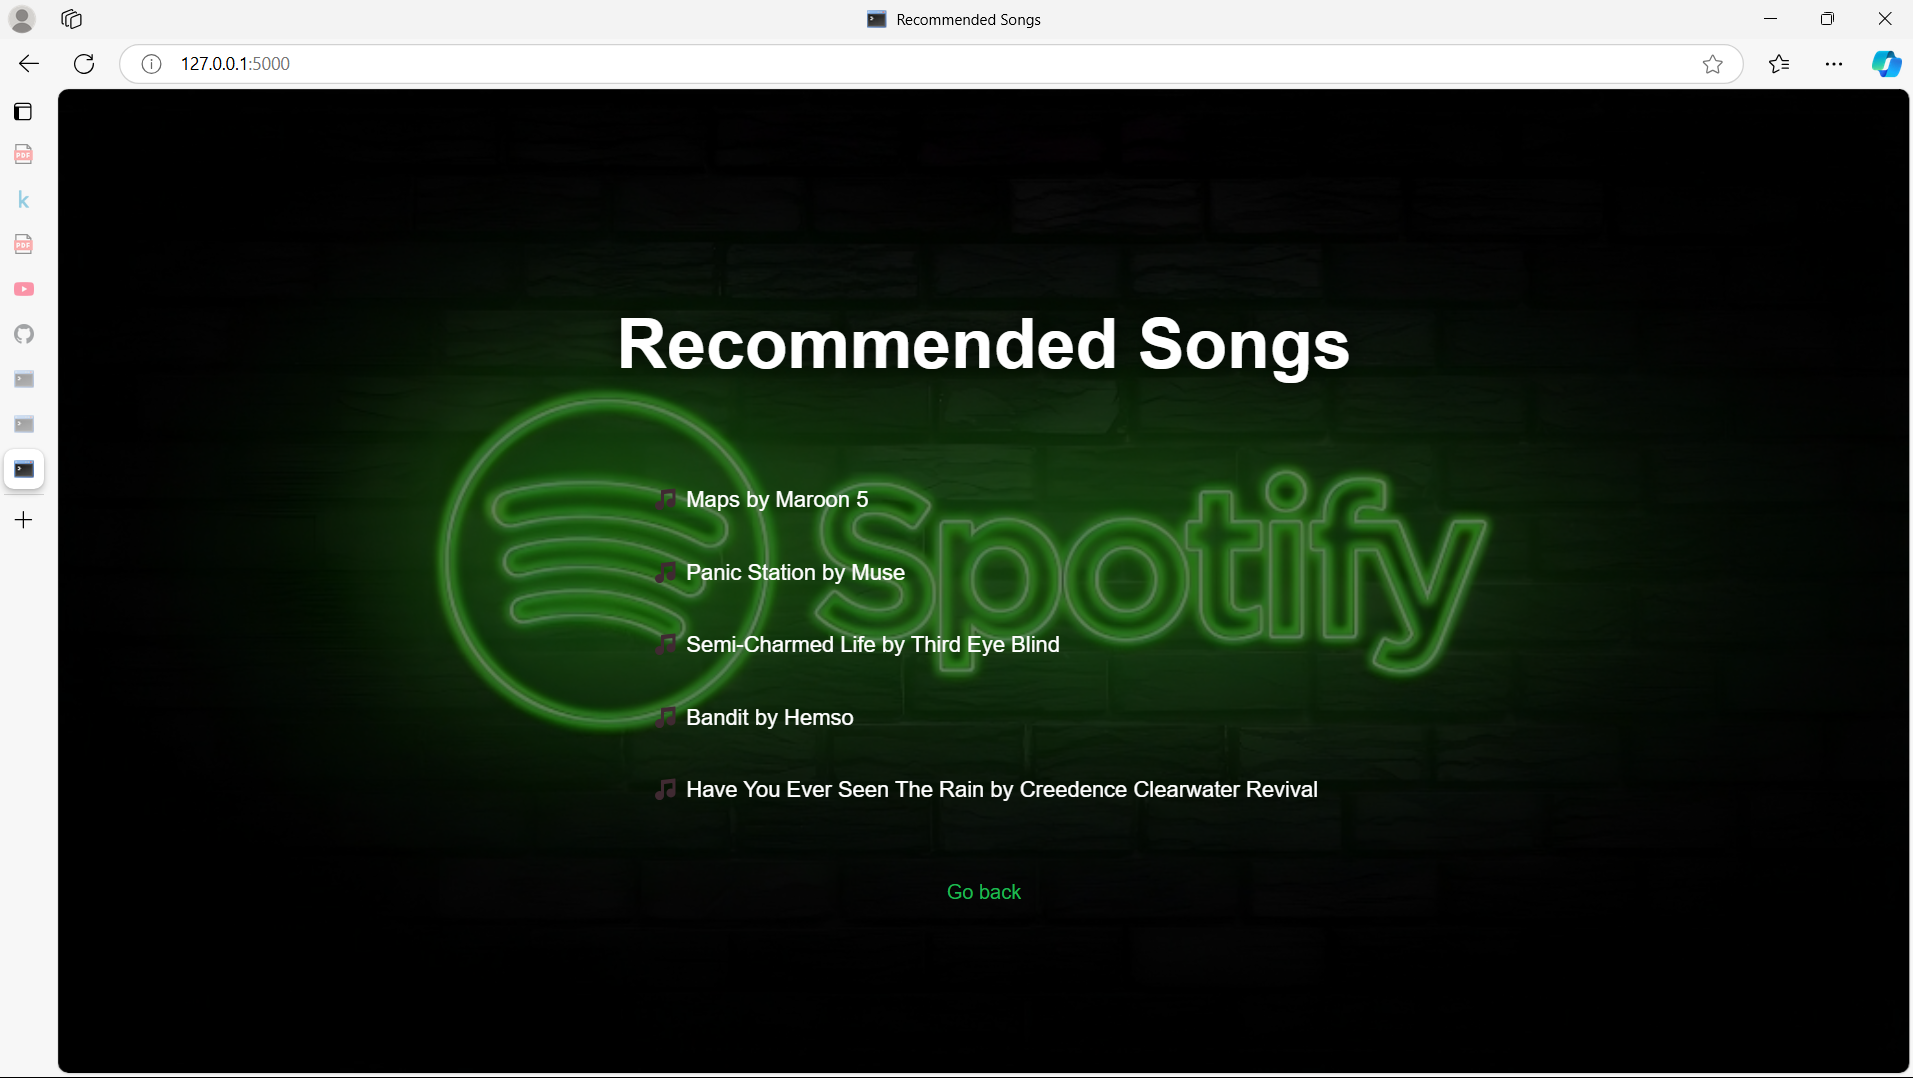 Recommended Songs
127.0.0.1:5000
PDF
k
PDF
Recommended Songs
Spotify
Maps by Maroon 5
Panic Station by Muse
Semi-Charmed Life by Third Eye Blind
Bandit by Hemso
Have You Ever Seen The Rain by Creedence Clearwater Revival
Go back